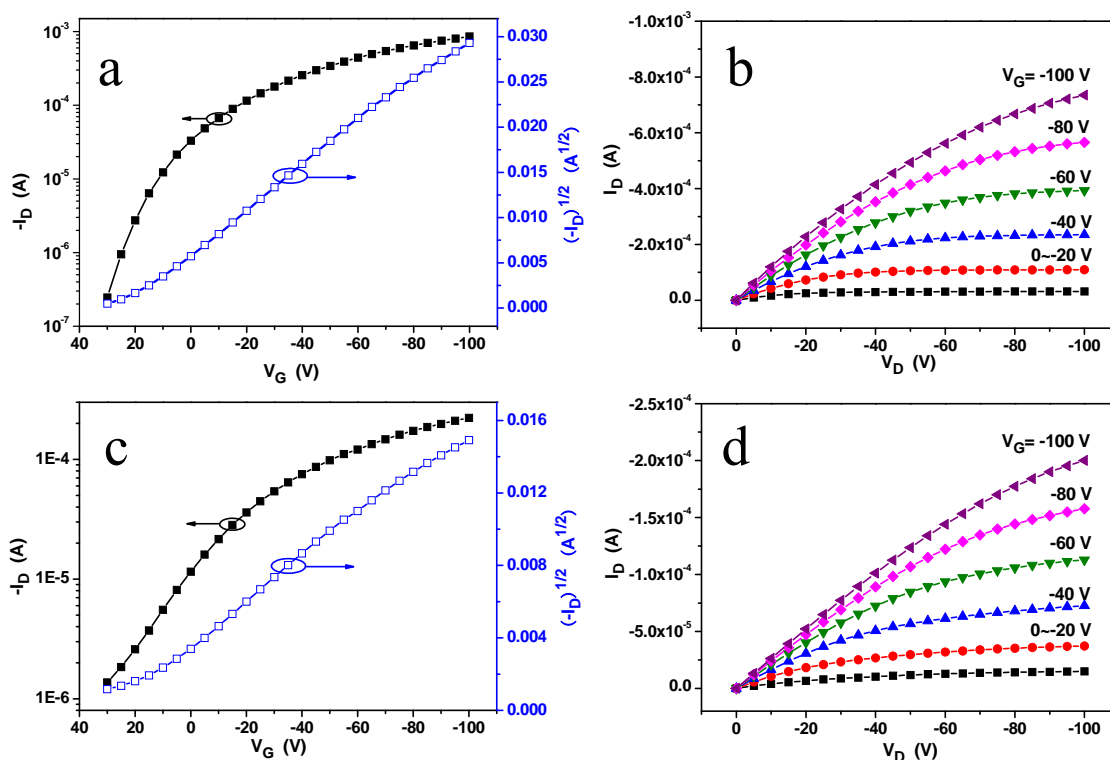 a
10^-3
10^-4
10^-5
10^-6
10^-7
-I_D (A)
0.030
0.025
0.020
0.015
0.010
0.005
0.000
(-I_D)^1/2 (A^1/2)
40 20 0 -20 -40 -60 -80 -100
V_G (V)
b
-1.0x10^-3
-8.0x10^-4
-6.0x10^-4
-4.0x10^-4
-2.0x10^-4
0.0
I_D (A)
V_G= -100 V
-80 V
-60 V
-40 V
0~-20 V
0 -20 -40 -60 -80 -100
V_D (V)
c
1E-4
1E-5
1E-6
-I_D (A)
0.016
0.012
0.008
0.004
0.000
(-I_D)^1/2 (A^1/2)
40 20 0 -20 -40 -60 -80 -100
V_G (V)
d
-2.5x10^-4
-2.0x10^-4
-1.5x10^-4
-1.0x10^-4
-5.0x10^-5
0.0
I_D (A)
V_G= -100 V
-80 V
-60 V
-40 V
0~-20 V
0 -20 -40 -60 -80 -100
V_D (V)